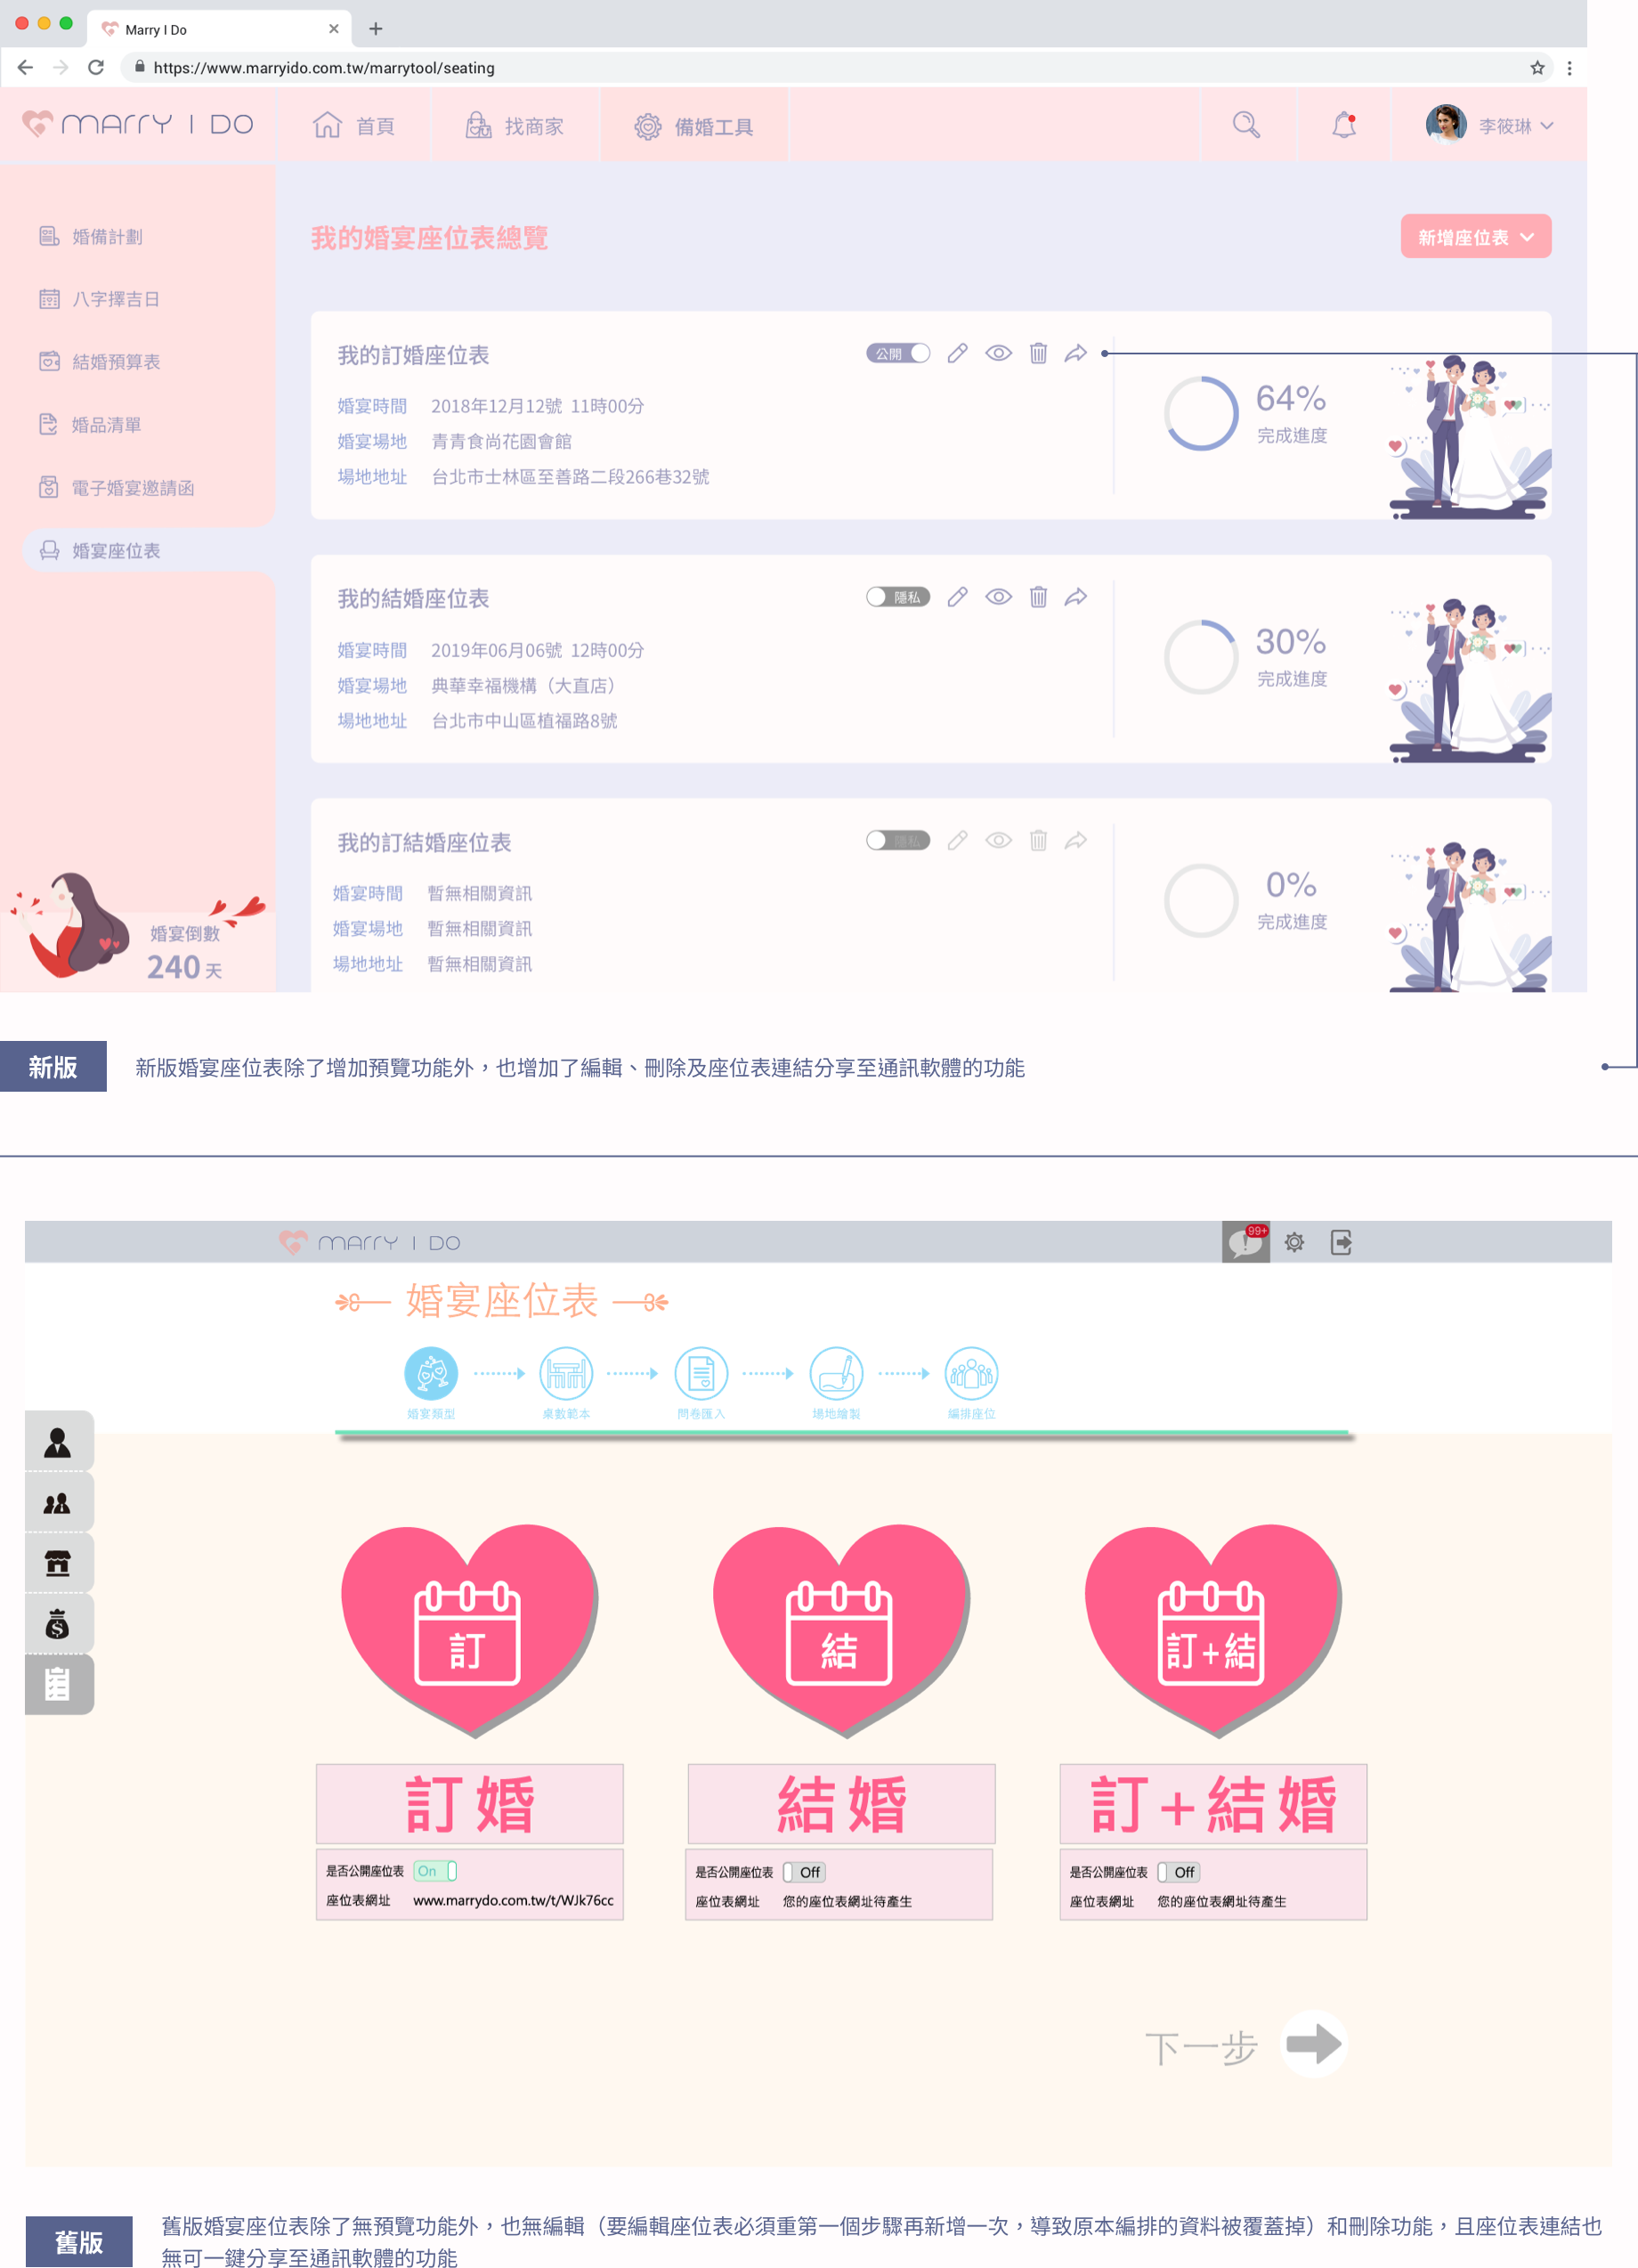 Marry I Do
https://www.marryido.com.tw/marrytool/seating
MARRY I DO
首頁
找商家
備婚工具
李筱琳
婚備計劃
八字擇吉日
結婚預算表
婚品清單
電子婚宴邀請函
婚宴座位表
婚宴倒數
240 天
我的婚宴座位表總覽
新增座位表
我的訂婚座位表
公開
婚宴時間 2018年12月12號 11時00分
婚宴場地 青青食尚花園會館
場地地址 台北市士林區至善路二段266巷32號
64%
完成進度
我的結婚座位表
隱私
婚宴時間 2019年06月06號 12時00分
婚宴場地 典華幸福機構（大直店）
場地地址 台北市中山區植福路8號
30%
完成進度
我的訂結婚座位表
隱私
婚宴時間 暫無相關資訊
婚宴場地 暫無相關資訊
場地地址 暫無相關資訊
0%
完成進度
新版
新版婚宴座位表除了增加預覽功能外，也增加了編輯、刪除及座位表連結分享至通訊軟體的功能
MARRY I DO
99+
婚宴座位表
婚宴類型 桌數範本 問卷匯入 場地繪製 編排座位
訂 結 訂+結
訂婚 結婚 訂+結婚
是否公開座位表 On
座位表網址 www.marrydo.com.tw/t/WJk76cc
是否公開座位表 Off
座位表網址 您的座位表網址待產生
是否公開座位表 Off
座位表網址 您的座位表網址待產生
下一步
舊版
舊版婚宴座位表除了無預覽功能外，也無編輯（要編輯座位表必須重第一個步驟再新增一次，導致原本編排的資料被覆蓋掉）和刪除功能，且座位表連結也
無可一鍵分享至通訊軟體的功能